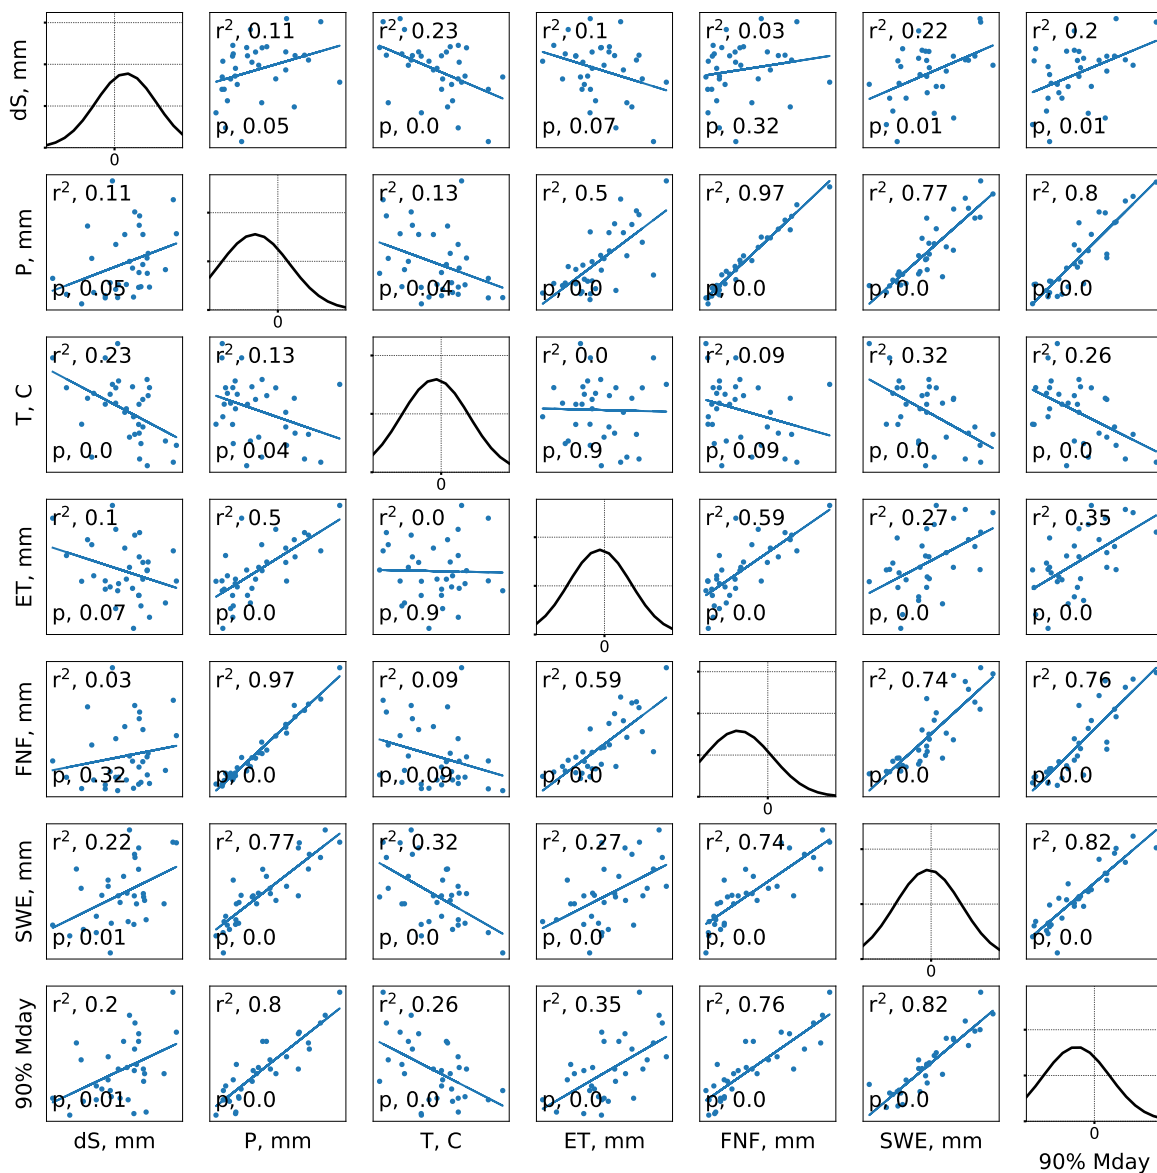 dS, mm
r², 0.11
p, 0.05
r², 0.23
p, 0.0
r², 0.1
p, 0.07
r², 0.03
p, 0.32
r², 0.22
p, 0.01
r², 0.2
p, 0.01
0
P, mm
r², 0.11
p, 0.05
r², 0.13
p, 0.04
r², 0.5
p, 0.0
r², 0.97
p, 0.0
r², 0.77
p, 0.0
r², 0.8
p, 0.0
0
T, C
r², 0.23
p, 0.0
r², 0.13
p, 0.04
r², 0.0
p, 0.9
r², 0.09
p, 0.09
r², 0.32
p, 0.0
r², 0.26
p, 0.0
0
ET, mm
r², 0.1
p, 0.07
r², 0.5
p, 0.0
r², 0.0
p, 0.9
r², 0.59
p, 0.0
r², 0.27
p, 0.0
r², 0.35
p, 0.0
0
FNF, mm
r², 0.03
p, 0.32
r², 0.97
p, 0.0
r², 0.09
p, 0.09
r², 0.59
p, 0.0
r², 0.74
p, 0.0
r², 0.76
p, 0.0
0
SWE, mm
r², 0.22
p, 0.01
r², 0.77
p, 0.0
r², 0.32
p, 0.0
r², 0.27
p, 0.0
r², 0.74
p, 0.0
r², 0.82
p, 0.0
0
90% Mday
r², 0.2
p, 0.01
r², 0.8
p, 0.0
r², 0.26
p, 0.0
r², 0.35
p, 0.0
r², 0.76
p, 0.0
r², 0.82
p, 0.0
0
dS, mm
P, mm
T, C
ET, mm
FNF, mm
SWE, mm
90% Mday